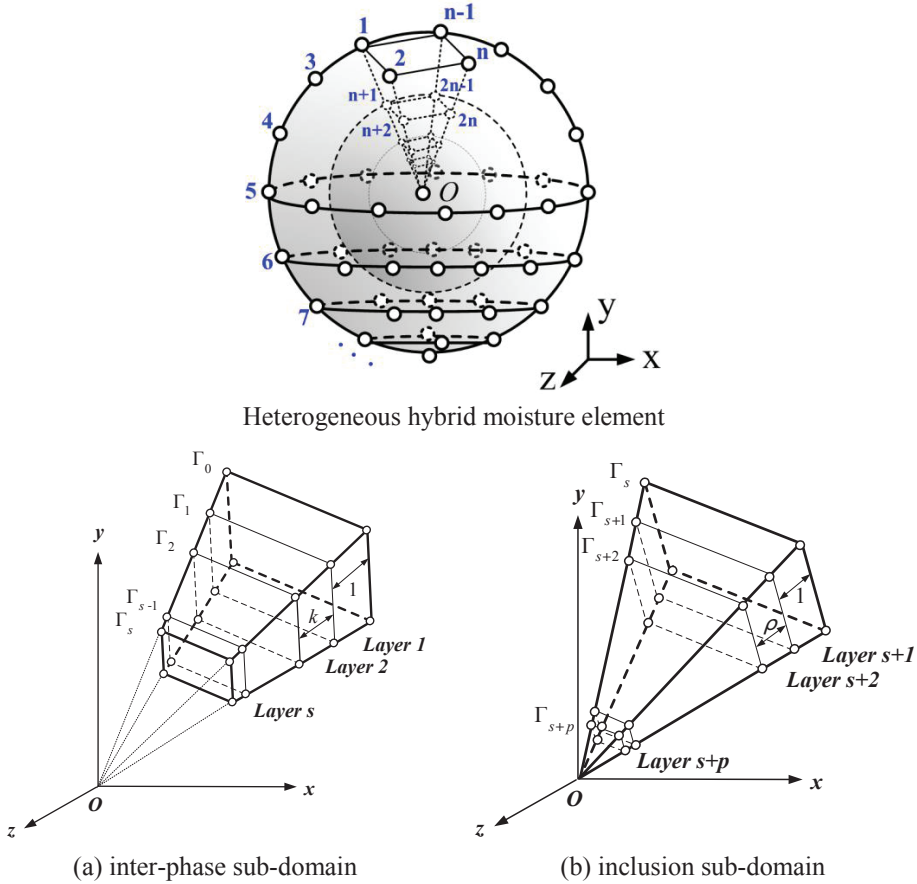 1
n-1
2
n
3
n+1
2n-1
4
n+2
2n
5
O
6
7
. . .
y
x
z
Heterogeneous hybrid moisture element
Γ0
Γ1
Γ2
Γs-1
Γs
y
1
k
Layer 1
Layer 2
Layer s
O
x
z
(a) inter-phase sub-domain
Γs
y
Γs+1
Γs+2
1
ρ
Layer s+1
Layer s+2
Γs+p
Layer s+p
O
x
z
(b) inclusion sub-domain